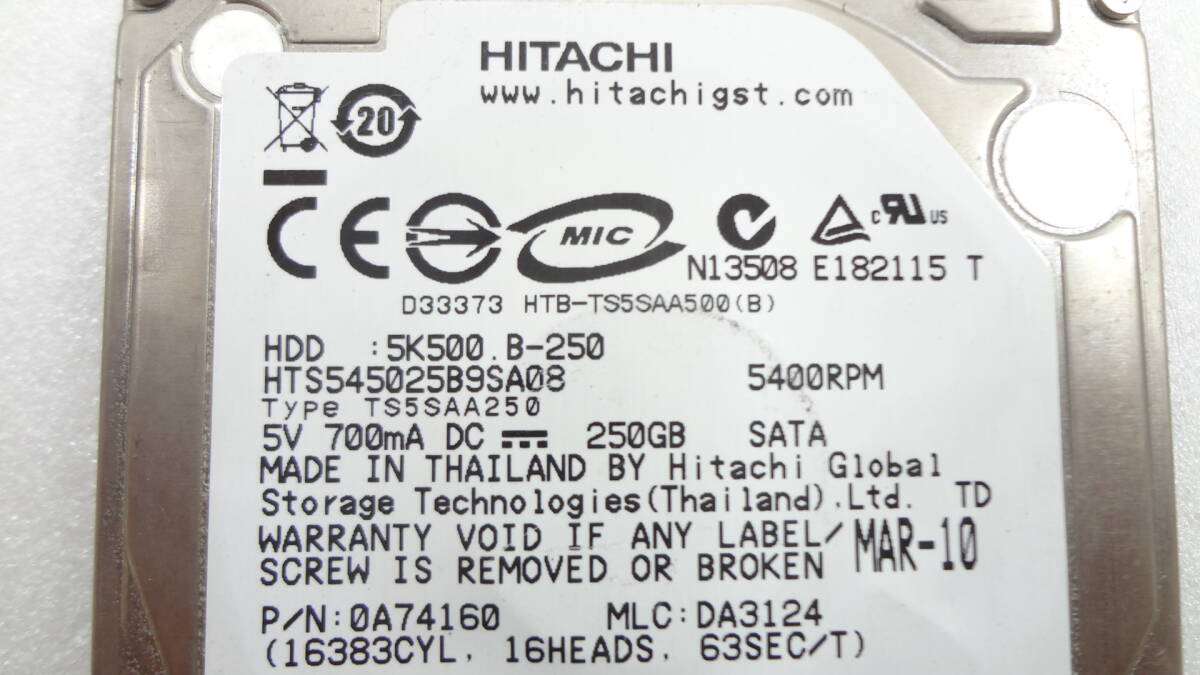 HITACHI
www.hitachigst.com
20
CE MIC
c RU US
N13508 E182115 T
D33373 HTB-TS5SAA500(B)
HDD :5K500.B-250
HTS545025B9SA08 5400RPM
Type TS5SAA250
5V 700mA DC 250GB SATA
MADE IN THAILAND BY Hitachi Global
Storage Technologies(Thailand).Ltd. TD
WARRANTY VOID IF ANY LABEL/ MAR-10
SCREW IS REMOVED OR BROKEN
P/N:0A74160 MLC:DA3124
(16383CYL. 16HEADS. 63SEC/T)